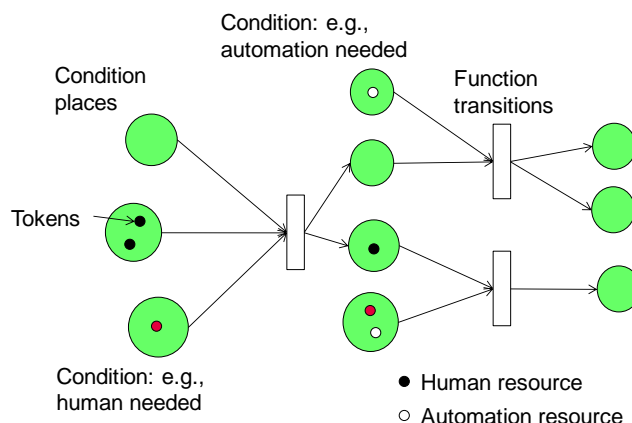 Condition: e.g.,
automation needed
Condition
places
Function
transitions
Tokens
Condition: e.g.,
human needed
Human resource
Automation resource